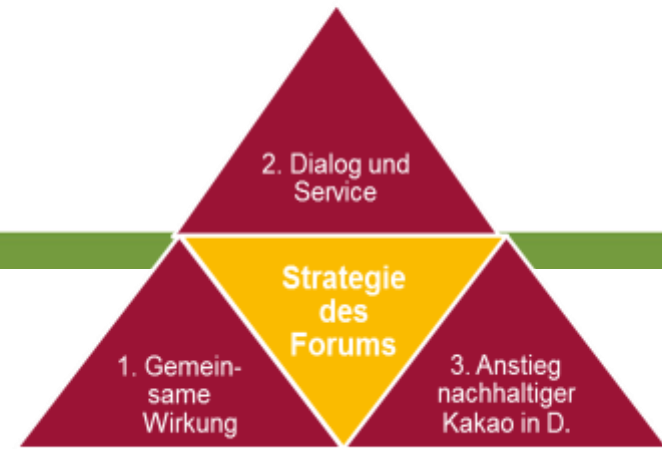 2. Dialog und
Service
Strategie
des
Forums
1. Gemein-
same
Wirkung
3. Anstieg
nachhaltiger
Kakao in D.